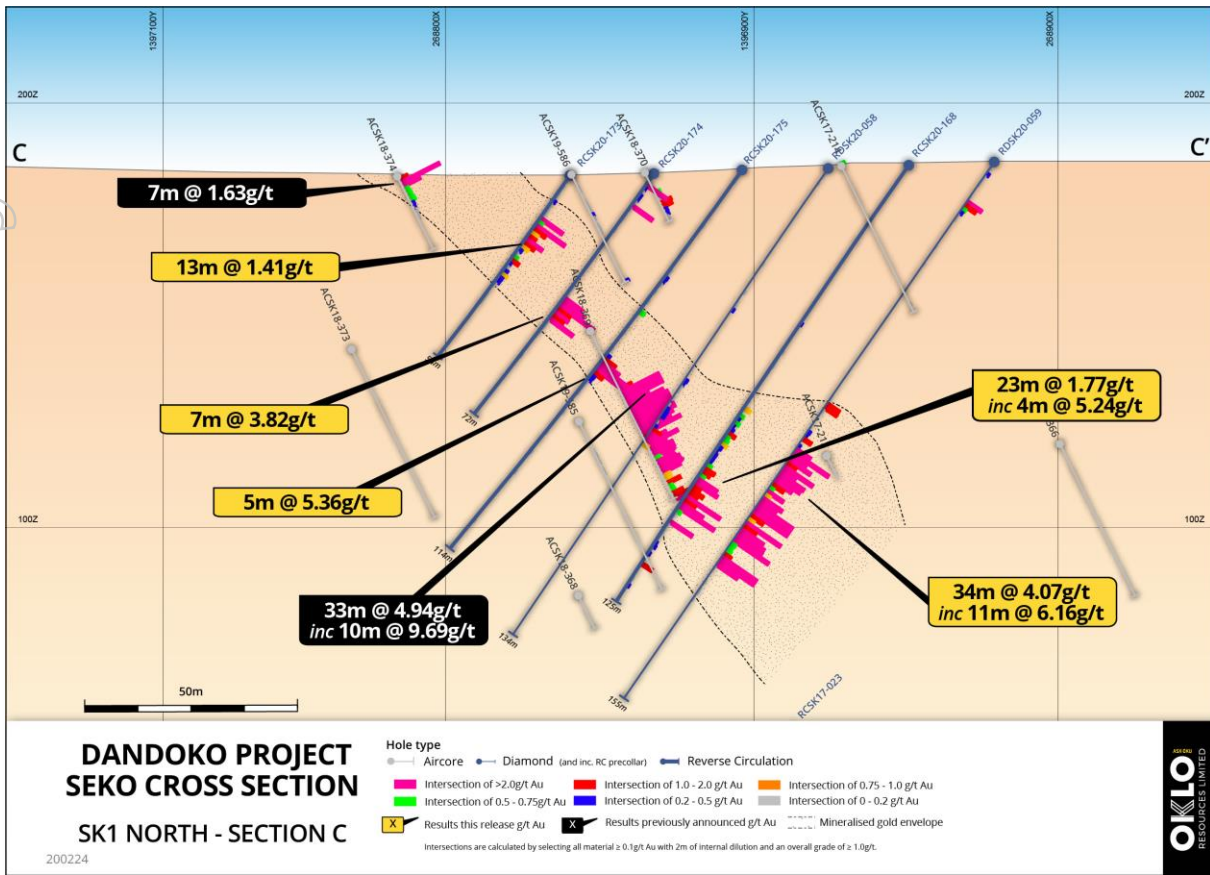 1397100Y
268800X
1396900Y
268900X
200Z
200Z
C
C'
ACSK18-374
ACSK19-586
RCSK20-173
ACSK18-370
RCSK20-174
RCSK20-175
RDSK20-058
RCSK20-168
RDSK20-059
7m @ 1.63g/t
13m @ 1.41g/t
ACSK18-373
7m @ 3.82g/t
5m @ 5.36g/t
23m @ 1.77g/t
inc 4m @ 5.24g/t
72m
100Z
100Z
114m
ACSK18-368
33m @ 4.94g/t
inc 10m @ 9.69g/t
125m
34m @ 4.07g/t
inc 11m @ 6.16g/t
134m
155m
RCSK17-023
50m
DANDOKO PROJECT
SEKO CROSS SECTION
SK1 NORTH - SECTION C
200224
Hole type
Aircore Diamond (and inc. RC precollar) Reverse Circulation
Intersection of >2.0g/t Au Intersection of 1.0 - 2.0 g/t Au Intersection of 0.75 - 1.0 g/t Au
Intersection of 0.5 - 0.75g/t Au Intersection of 0.2 - 0.5 g/t Au Intersection of 0 - 0.2 g/t Au
X Results this release g/t Au X Results previously announced g/t Au Mineralised gold envelope
Intersections are calculated by selecting all material ≥ 0.1g/t Au with 2m of internal dilution and an overall grade of ≥ 1.0g/t.
OKLO
RESOURCES LIMITED